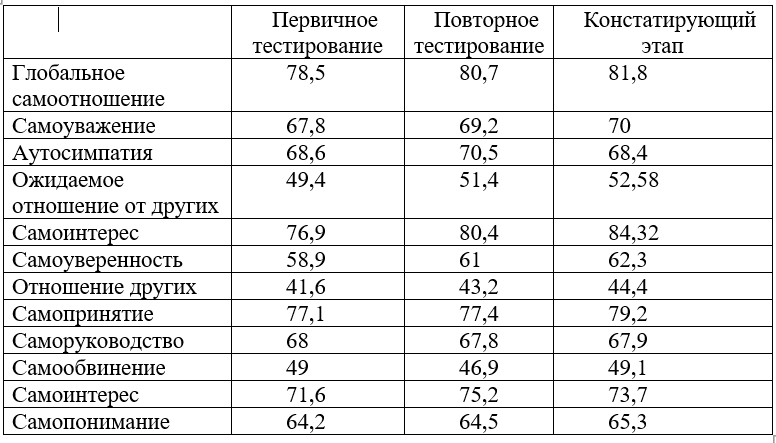 Первичное тестирование Повторное тестирование Констатирующий этап
Глобальное самоотношение 78,5 80,7 81,8
Самоуважение 67,8 69,2 70
Аутосимпатия 68,6 70,5 68,4
Ожидаемое отношение от других 49,4 51,4 52,58
Самоинтерес 76,9 80,4 84,32
Самоуверенность 58,9 61 62,3
Отношение других 41,6 43,2 44,4
Самопринятие 77,1 77,4 79,2
Саморуководство 68 67,8 67,9
Самообвинение 49 46,9 49,1
Самоинтерес 71,6 75,2 73,7
Самопонимание 64,2 64,5 65,3